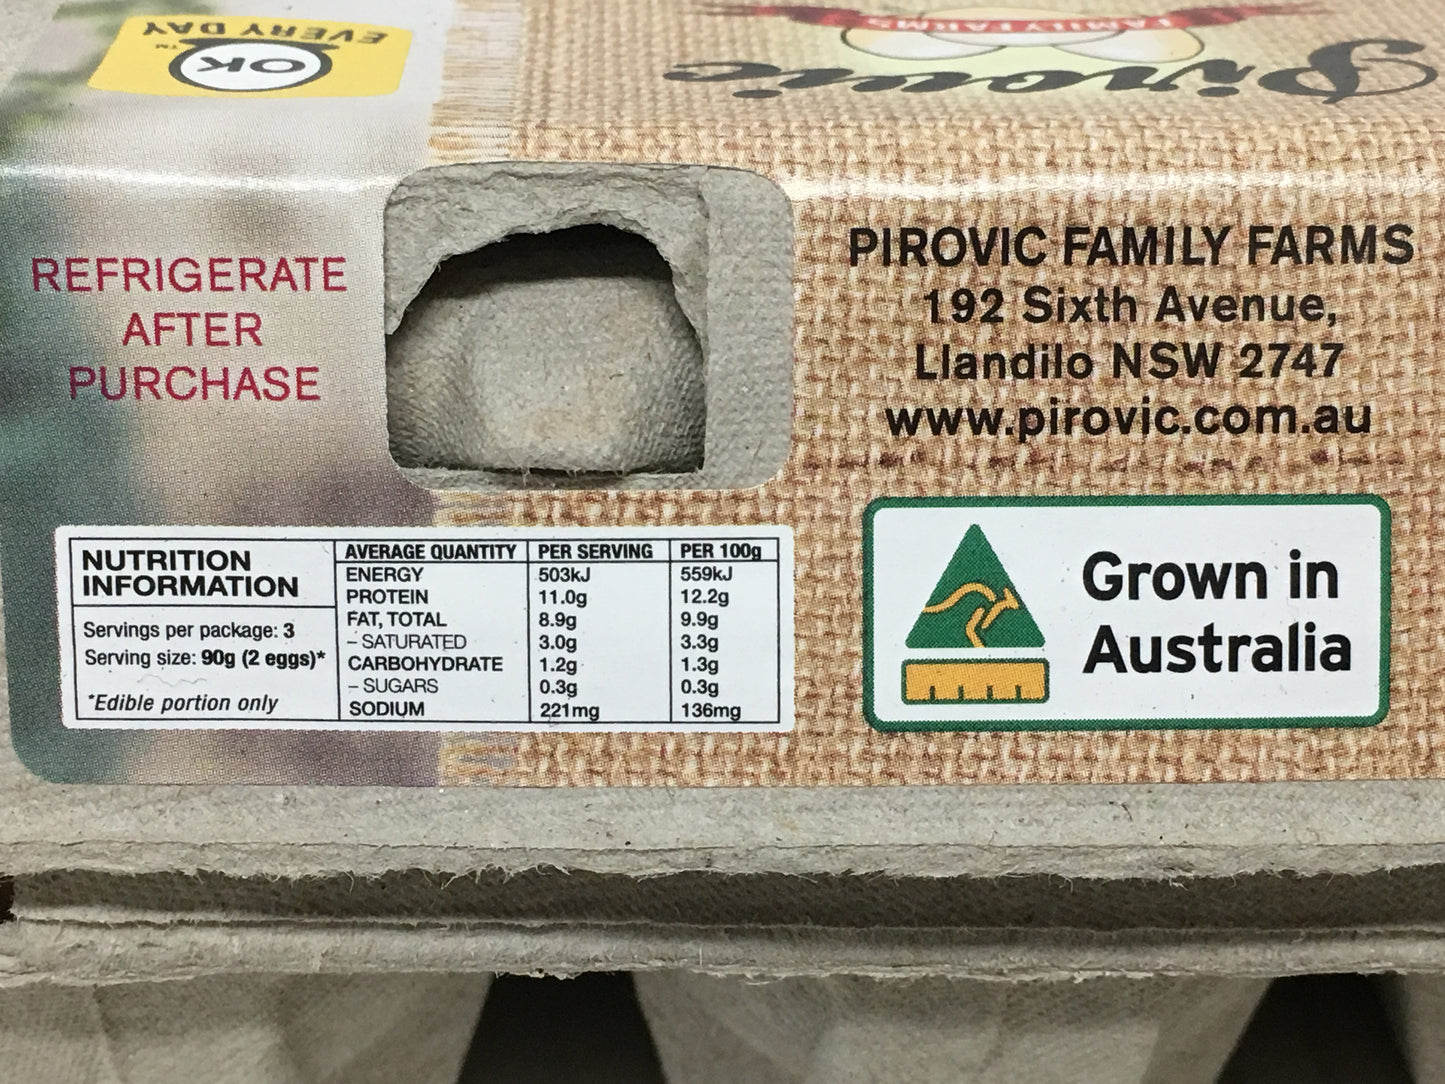 OK™
EVERY DAY
FAMILY FARMS
Pirovic
REFRIGERATE
AFTER
PURCHASE
PIROVIC FAMILY FARMS
192 Sixth Avenue,
Llandilo NSW 2747
www.pirovic.com.au
NUTRITION
INFORMATION
Servings per package: 3
Serving size: 90g (2 eggs)*
*Edible portion only
AVERAGE QUANTITY PER SERVING PER 100g
ENERGY 503kJ 559kJ
PROTEIN 11.0g 12.2g
FAT, TOTAL 8.9g 9.9g
– SATURATED 3.0g 3.3g
CARBOHYDRATE 1.2g 1.3g
– SUGARS 0.3g 0.3g
SODIUM 221mg 136mg
Grown in
Australia